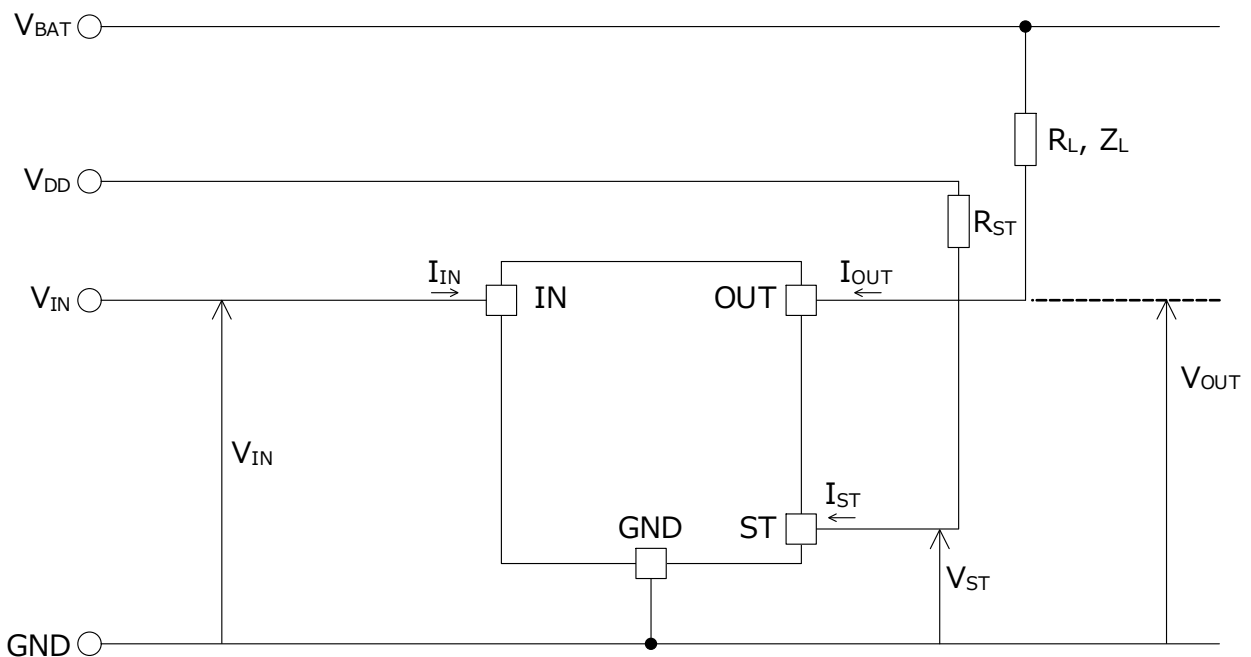 VBAT
RL, ZL
VDD
RST
IIN
IOUT
VIN
IN
OUT
VOUT
VIN
IST
GND
ST
VST
GND